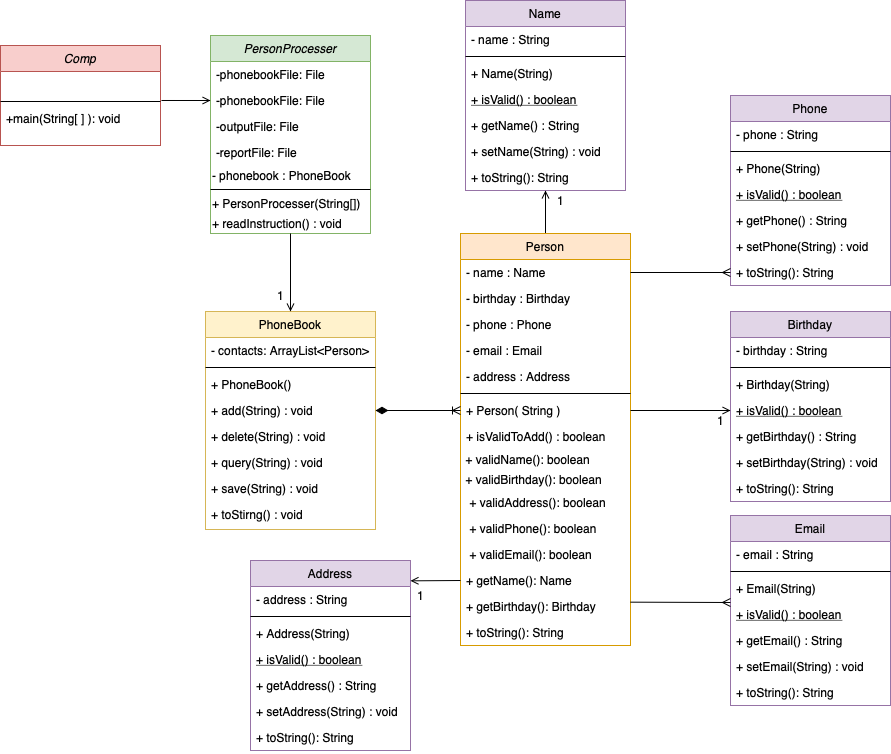 Comp
+main(String[ ] ): void
PersonProcesser
-phonebookFile: File
-phonebookFile: File
-outputFile: File
-reportFile: File
- phonebook : PhoneBook
+ PersonProcesser(String[])
+ readInstruction() : void
1
PhoneBook
- contacts: ArrayList<Person>
+ PhoneBook()
+ add(String) : void
+ delete(String) : void
+ query(String) : void
+ save(String) : void
+ toStirng() : void
Name
- name : String
+ Name(String)
+ isValid() : boolean
+ getName() : String
+ setName(String) : void
+ toString(): String
1
Person
- name : Name
- birthday : Birthday
- phone : Phone
- email : Email
- address : Address
+ Person( String )
+ isValidToAdd() : boolean
+ validName(): boolean
+ validBirthday(): boolean
+ validAddress(): boolean
+ validPhone(): boolean
+ validEmail(): boolean
+ getName(): Name
+ getBirthday(): Birthday
+ toString(): String
Address
- address : String
+ Address(String)
+ isValid() : boolean
+ getAddress() : String
+ setAddress(String) : void
+ toString(): String
1
Phone
- phone : String
+ Phone(String)
+ isValid() : boolean
+ getPhone() : String
+ setPhone(String) : void
+ toString(): String
Birthday
- birthday : String
+ Birthday(String)
+ isValid() : boolean
+ getBirthday() : String
+ setBirthday(String) : void
+ toString(): String
1
Email
- email : String
+ Email(String)
+ isValid() : boolean
+ getEmail() : String
+ setEmail(String) : void
+ toString(): String